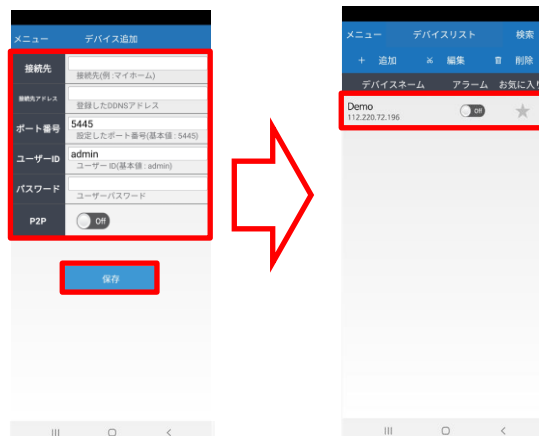 メニュー デバイス追加
接続先
接続先(例 :マイホーム)
接続先アドレス
登録したDDNSアドレス
ポート番号 5445
設定したポート番号(基本値 : 5445)
ユーザーID admin
ユーザー ID(基本値 : admin)
パスワード
ユーザーパスワード
P2P Off
保存
メニュー デバイスリスト 検索
+ 追加 編集 削除
デバイスネーム アラーム お気に入り
Demo
112.220.72.196
Off